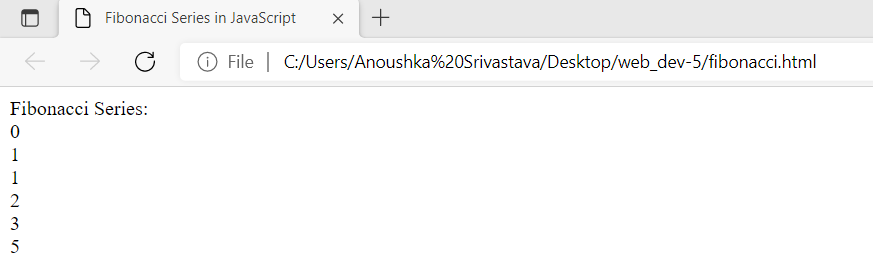 Fibonacci Series in JavaScript
File | C:/Users/Anoushka%20Srivastava/Desktop/web_dev-5/fibonacci.html
Fibonacci Series:
0
1
1
2
3
5